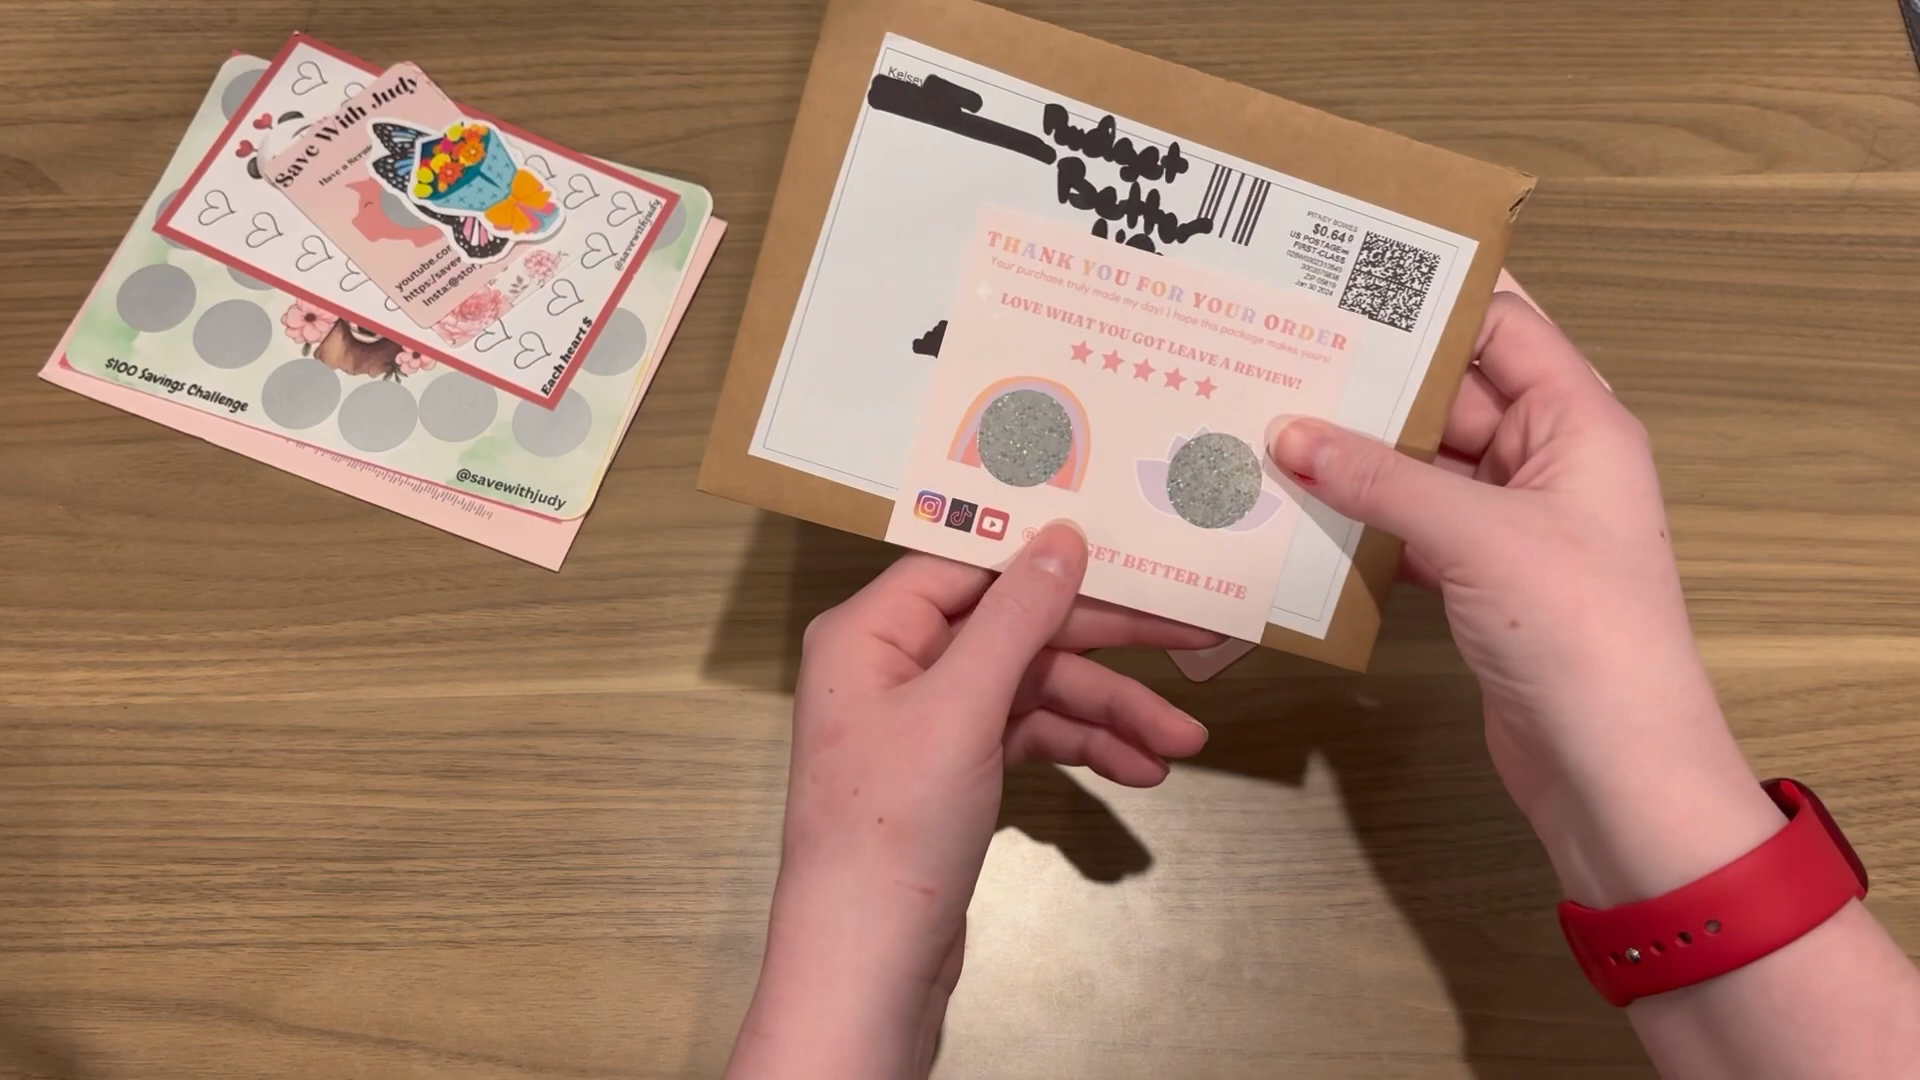 Save With Judy
Have a
youtube.com
Insta:@
Each heart $
@savewithjudy
$100 Savings Challenge
@savewithjudy
Kelsey
Budget
Better
PITNEY BOWES
$0.64⁰
US POSTAGE
FIRST-CLASS
Jan 30 2024
THANK YOU FOR YOUR ORDER
Your purchase truly made my day! I hope this package makes yours!
LOVE WHAT YOU GOT LEAVE A REVIEW!
GET BETTER LIFE